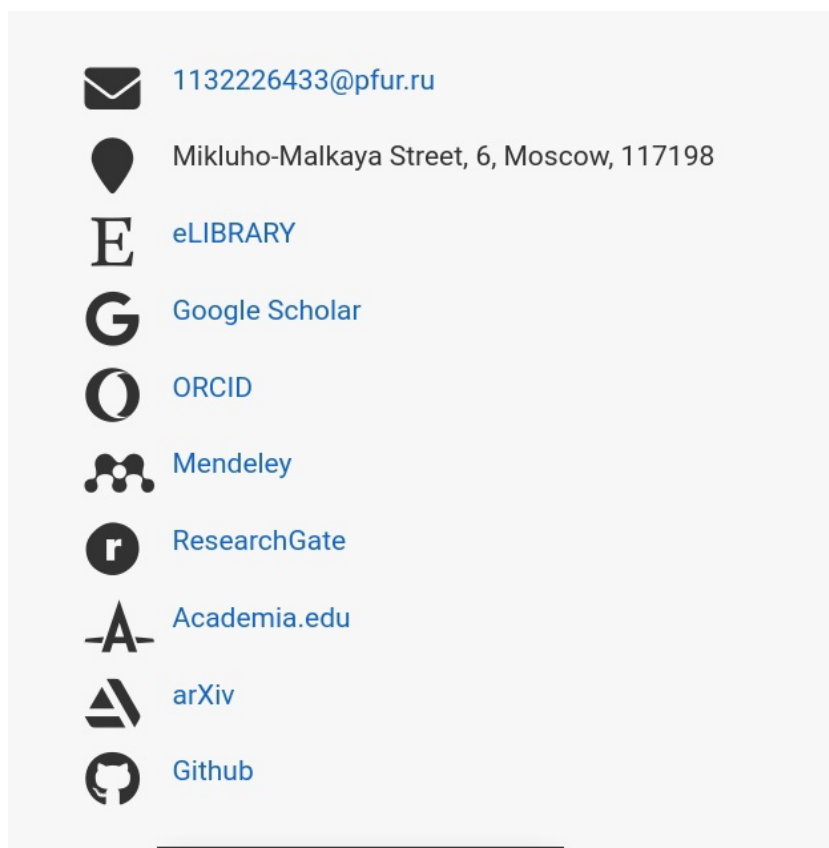 1132226433@pfur.ru
Mikluho-Malkaya Street, 6, Moscow, 117198
eLIBRARY
Google Scholar
ORCID
Mendeley
ResearchGate
Academia.edu
arXiv
Github